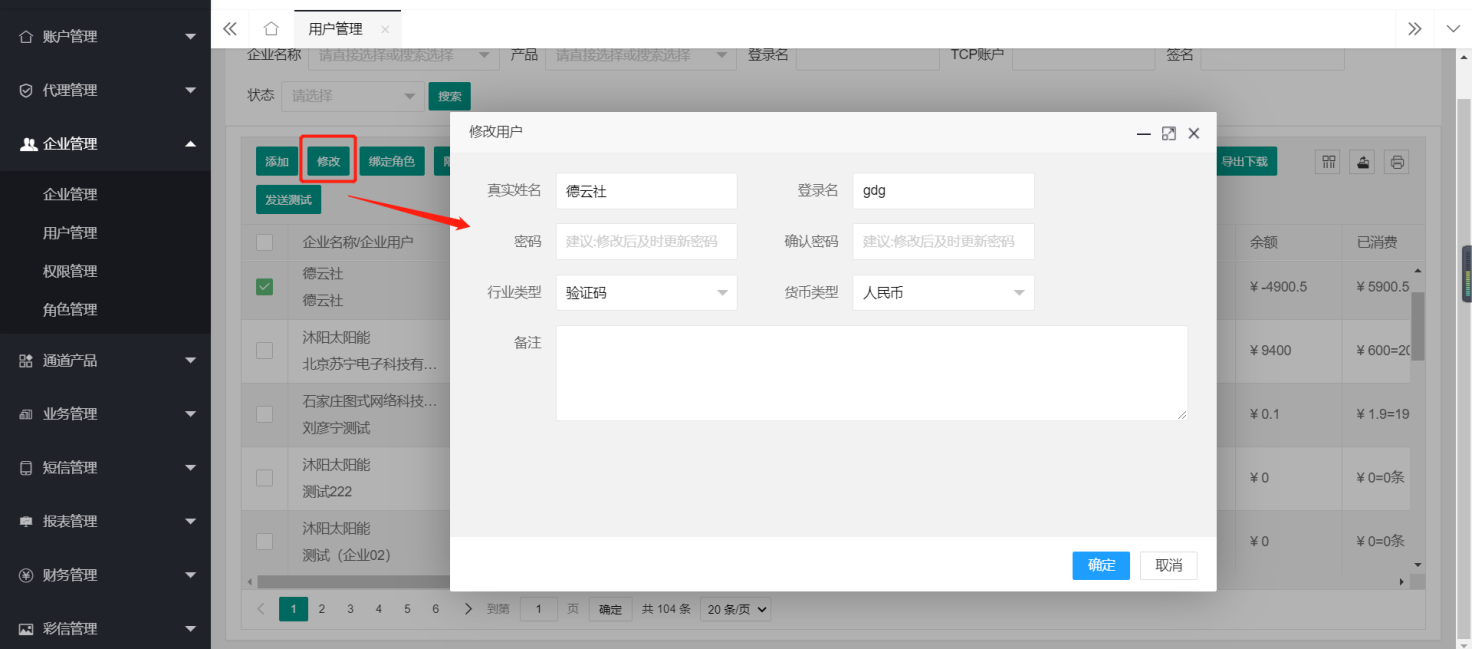 账户管理
代理管理
企业管理
企业管理
用户管理
权限管理
角色管理
通道产品
业务管理
短信管理
报表管理
财务管理
彩信管理
用户管理
企业名称 请直接选择或搜索选择 产品 请直接选择或搜索选择 登录名 TCP账户 签名
状态 请选择 搜索
添加 修改 绑定角色 导出下载
发送测试
企业名称/企业用户 余额 已消费
德云社
德云社
¥ -4900.5 ¥ 5900.5
沐阳太阳能
北京苏宁电子科技有...
¥ 9400 ¥ 600=20
石家庄图式网络科技...
刘彦宁测试
¥ 0.1 ¥ 1.9=19
沐阳太阳能
测试222
¥ 0 ¥ 0=0条
沐阳太阳能
测试（企业02）
¥ 0 ¥ 0=0条
1 2 3 4 5 6 到第 1 页 确定 共 104 条 20 条/页
修改用户
真实姓名 德云社 登录名 gdg
密码 建议:修改后及时更新密码 确认密码 建议:修改后及时更新密码
行业类型 验证码 货币类型 人民币
备注
确定 取消